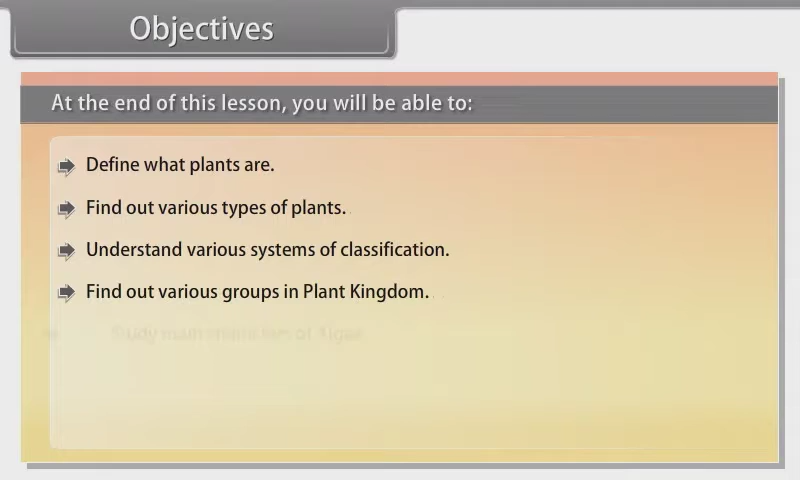 Objectives
At the end of this lesson, you will be able to:
Define what plants are.
Find out various types of plants.
Understand various systems of classification.
Find out various groups in Plant Kingdom.
Study main characters of Algae